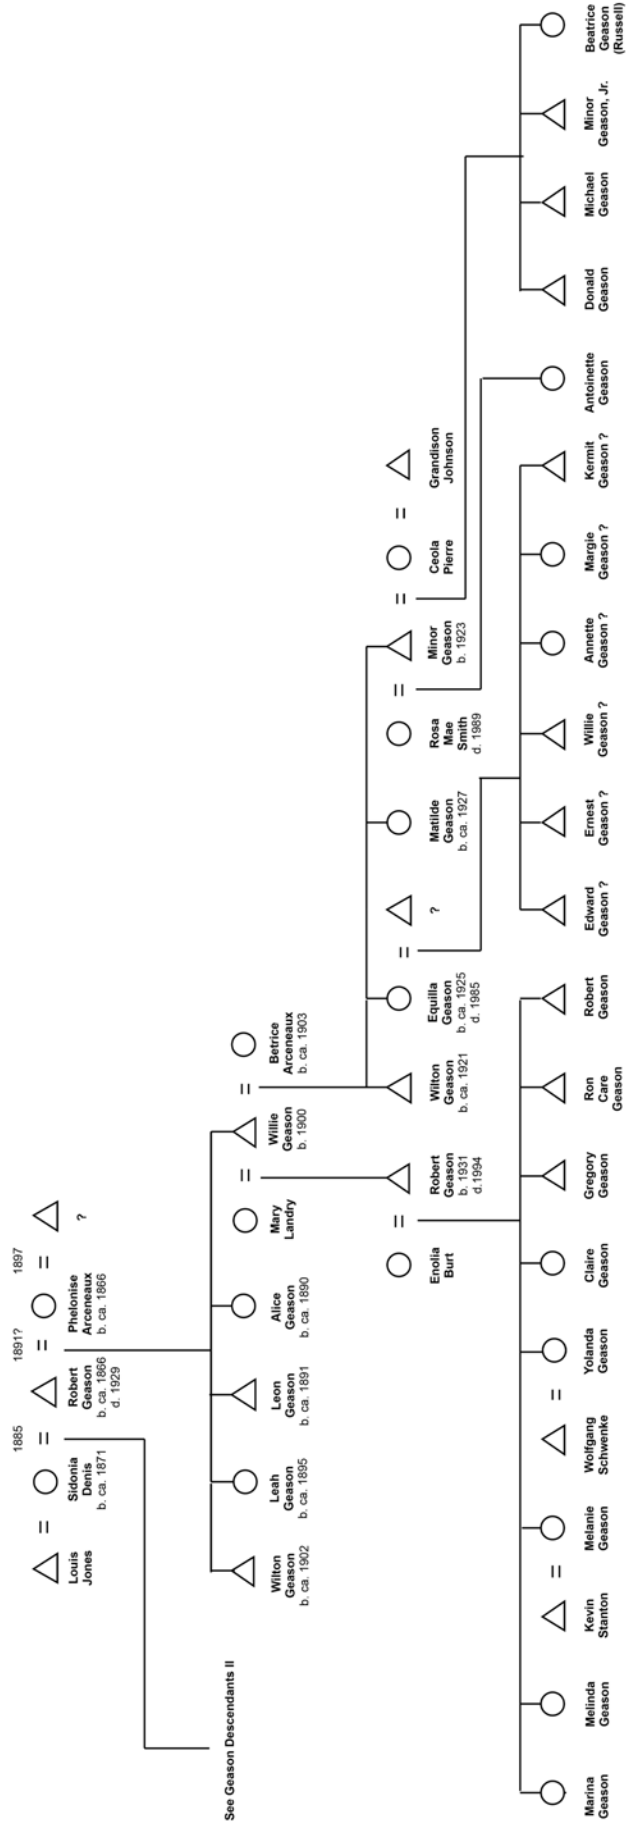 1885
1891?
1897
=
=
=
=
Louis
Jones
Sidonia
Denis
b. ca. 1871
Robert
Geason
b. ca. 1866
d. 1929
Phelonise
Arceneaux
b. ca. 1866
?
See Geason Descendants II
Wilton
Geason
b. ca. 1902
Leah
Geason
b. ca. 1895
Leon
Geason
b. ca. 1891
Alice
Geason
b. ca. 1890
Mary
Landry
=
Willie
Geason
b. 1900
=
Betrice
Arceneaux
b. ca. 1903
Enolia
Burt
=
Robert
Geason
b. 1931
d.1994
Wilton
Geason
b. ca. 1921
Equilla
Geason
b. ca. 1925
d. 1985
=
?
Matilde
Geason
b. ca. 1927
Rosa
Mae
Smith
d. 1989
=
Minor
Geason
b. 1923
=
Ceola
Pierre
=
Grandison
Johnson
Marina
Geason
Melinda
Geason
Kevin
Stanton
=
Melanie
Geason
Wolfgang
Schwenke
=
Yolanda
Geason
Claire
Geason
Gregory
Geason
Ron
Care
Geason
Robert
Geason
Edward
Geason ?
Ernest
Geason ?
Willie
Geason ?
Annette
Geason ?
Margie
Geason ?
Kermit
Geason ?
Antoinette
Geason
Donald
Geason
Michael
Geason
Minor
Geason, Jr.
Beatrice
Geason
(Russell)